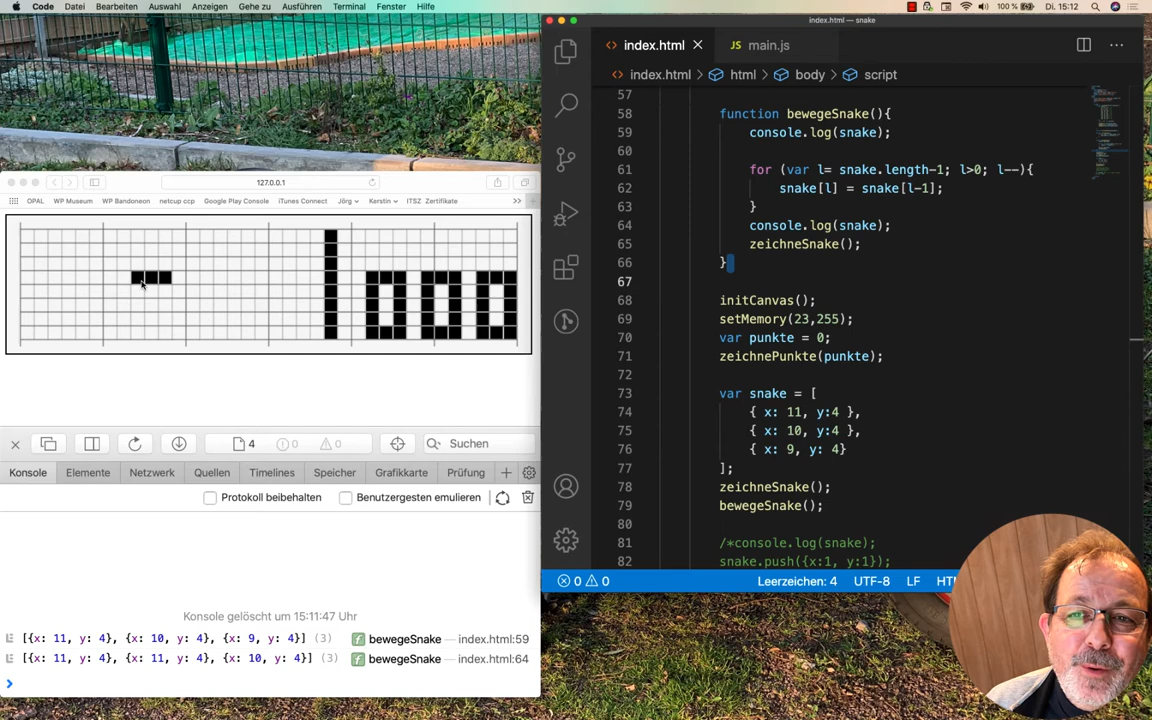 Code Datei Bearbeiten Auswahl Anzeigen Gehe zu Ausführen Terminal Fenster Hilfe 100 % Di. 15:12
index.html — snake
index.html main.js
index.html html body script
127.0.0.1
OPAL WP Museum WP Bandoneon netcup ccp Google Play Console iTunes Connect Jörg Kerstin ITSZ Zertifikate
57
58 function bewegeSnake(){
59 console.log(snake);
60
61 for (var l= snake.length-1; l>0; l--){
62 snake[l] = snake[l-1];
63 }
64 console.log(snake);
65 zeichneSnake();
66 }
67
68 initCanvas();
69 setMemory(23,255);
70 var punkte = 0;
71 zeichnePunkte(punkte);
72
73 var snake = [
74 { x: 11, y:4 },
75 { x: 10, y:4 },
76 { x: 9, y: 4}
77 ];
78 zeichneSnake();
79 bewegeSnake();
80
81 /*console.log(snake);
82 snake.push({x:1, y:1});
0 0 Leerzeichen: 4 UTF-8 LF
4 0 0 Suchen
Konsole Elemente Netzwerk Quellen Timelines Speicher Grafikkarte Prüfung
Protokoll beibehalten Benutzergesten emulieren
Konsole gelöscht um 15:11:47 Uhr
[{x: 11, y: 4}, {x: 10, y: 4}, {x: 9, y: 4}] (3) f bewegeSnake — index.html:59
[{x: 11, y: 4}, {x: 11, y: 4}, {x: 10, y: 4}] (3) f bewegeSnake — index.html:64